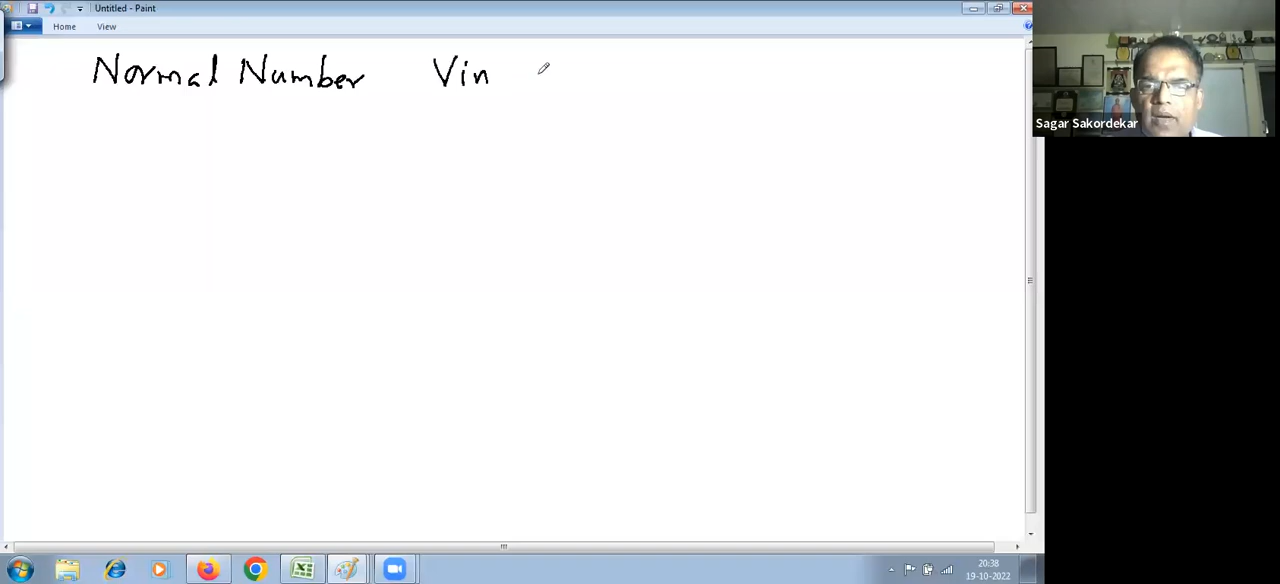 Untitled - Paint
Home View
Normal Number Vin
Sagar Sakordekar
20:38
19-10-2022